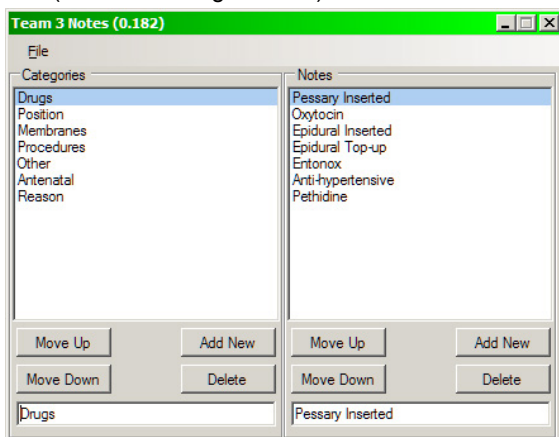 Team 3 Notes (0.182)
File
Categories
Drugs
Position
Membranes
Procedures
Other
Antenatal
Reason
Move Up
Add New
Move Down
Delete
Drugs
Notes
Pessary Inserted
Oxytocin
Epidural Inserted
Epidural Top-up
Entonox
Anti-hypertensive
Pethidine
Move Up
Add New
Move Down
Delete
Pessary Inserted